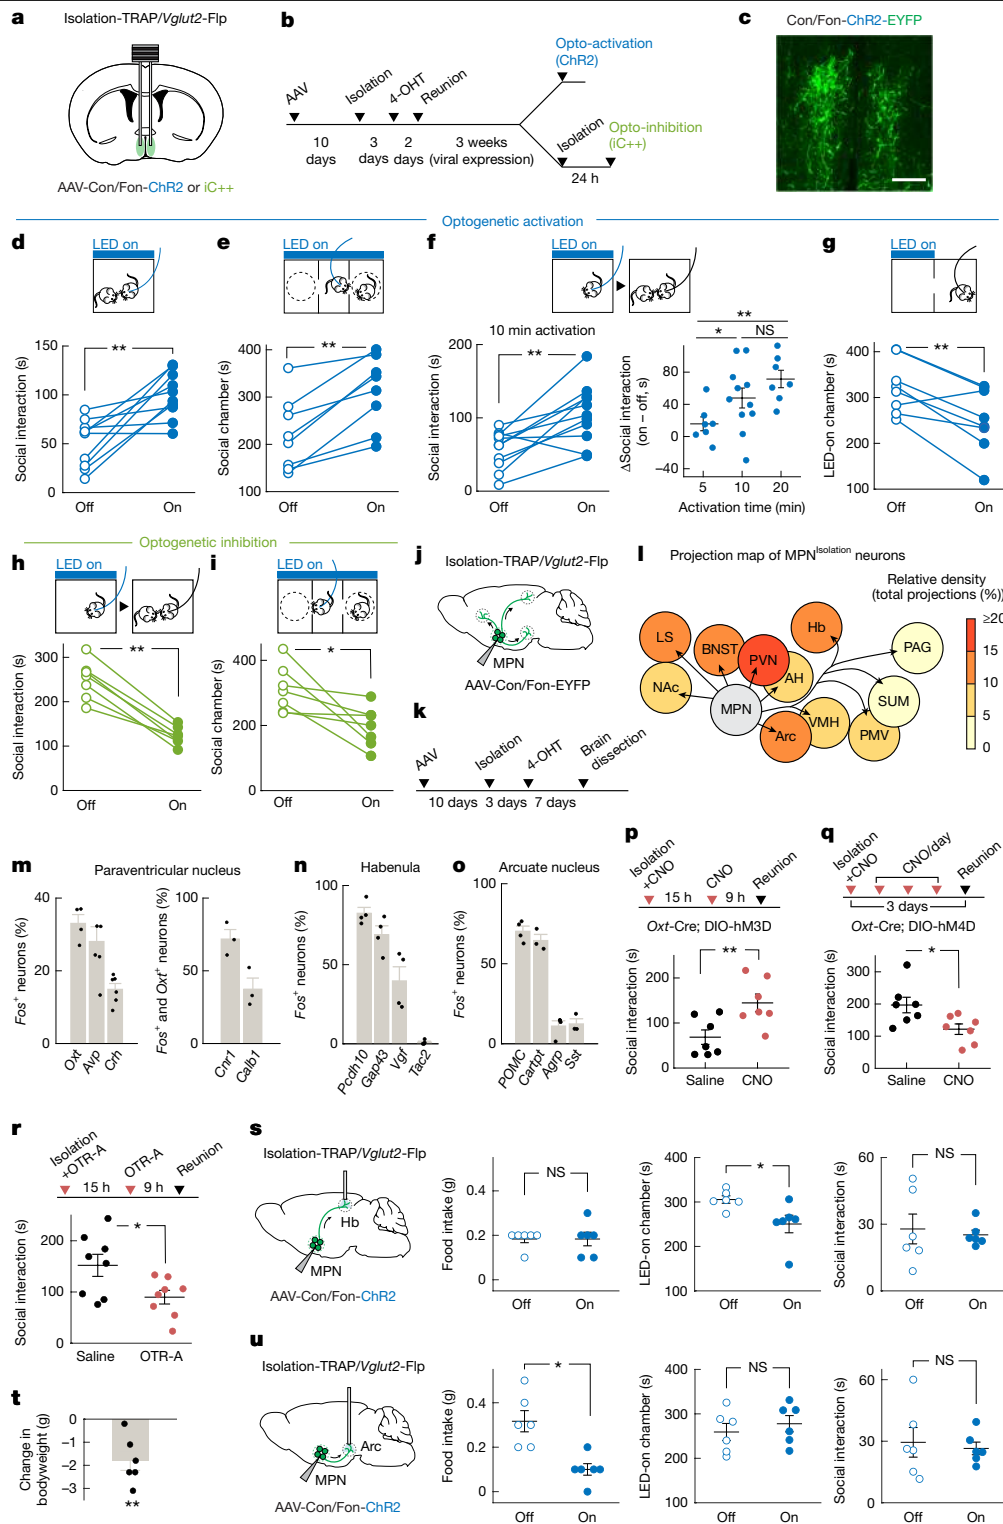 a
Isolation-TRAP/Vglut2-Flp
AAV-Con/Fon-ChR2 or iC++
b
AAV
Isolation
4-OHT
Reunion
10 days
3 days
2 days
3 weeks (viral expression)
Opto-activation (ChR2)
Isolation
Opto-inhibition (iC++)
24 h
c
Con/Fon-ChR2-EYFP
Optogenetic activation
d
LED on
Social interaction (s)
150
100
50
0
**
Off
On
e
LED on
Social chamber (s)
400
300
200
100
**
Off
On
f
LED on
10 min activation
Social interaction (s)
200
100
0
**
Off
On
ΔSocial interaction (on – off, s)
80
40
0
−40
**
*
NS
5
10
20
Activation time (min)
g
LED on
LED-on chamber (s)
400
300
200
100
**
Off
On
Optogenetic inhibition
h
LED on
Social interaction (s)
300
200
100
0
**
Off
On
i
LED on
Social chamber (s)
400
200
0
*
Off
On
j
Isolation-TRAP/Vglut2-Flp
MPN
AAV-Con/Fon-EYFP
k
AAV
Isolation
4-OHT
Brain dissection
10 days
3 days
7 days
l
Projection map of MPN^Isolation neurons
Relative density (total projections (%))
≥20
15
10
5
0
LS
BNST
PVN
Hb
PAG
NAc
MPN
AH
SUM
Arc
VMH
PMV
m
Paraventricular nucleus
Fos+ neurons (%)
40
20
0
Oxt
Avp
Crh
Fos+ and Oxt+ neurons (%)
100
50
0
Cnr1
Calb1
n
Habenula
Fos+ neurons (%)
100
50
0
Pcdh10
Gap43
Vgf
Tac2
o
Arcuate nucleus
Fos+ neurons (%)
100
50
0
POMC
Cartpt
Agrp
Sst
p
Isolation +CNO
CNO
Reunion
15 h
9 h
Oxt-Cre; DIO-hM3D
Social interaction (s)
200
100
0
**
Saline
CNO
q
Isolation +CNO
CNO/day
Reunion
3 days
Oxt-Cre; DIO-hM4D
Social interaction (s)
300
200
100
0
*
Saline
CNO
r
Isolation +OTR-A
OTR-A
Reunion
15 h
9 h
Social interaction (s)
200
100
0
*
Saline
OTR-A
s
Isolation-TRAP/Vglut2-Flp
Hb
MPN
AAV-Con/Fon-ChR2
Food intake (g)
0.4
0.2
0
NS
Off
On
LED-on chamber (s)
400
300
200
100
*
Off
On
Social interaction (s)
60
30
0
NS
Off
On
t
Change in bodyweight (g)
0
−1
−2
−3
**
u
Isolation-TRAP/Vglut2-Flp
Arc
MPN
AAV-Con/Fon-ChR2
Food intake (g)
0.4
0.2
0
*
Off
On
LED-on chamber (s)
400
300
200
100
NS
Off
On
Social interaction (s)
60
30
0
NS
Off
On